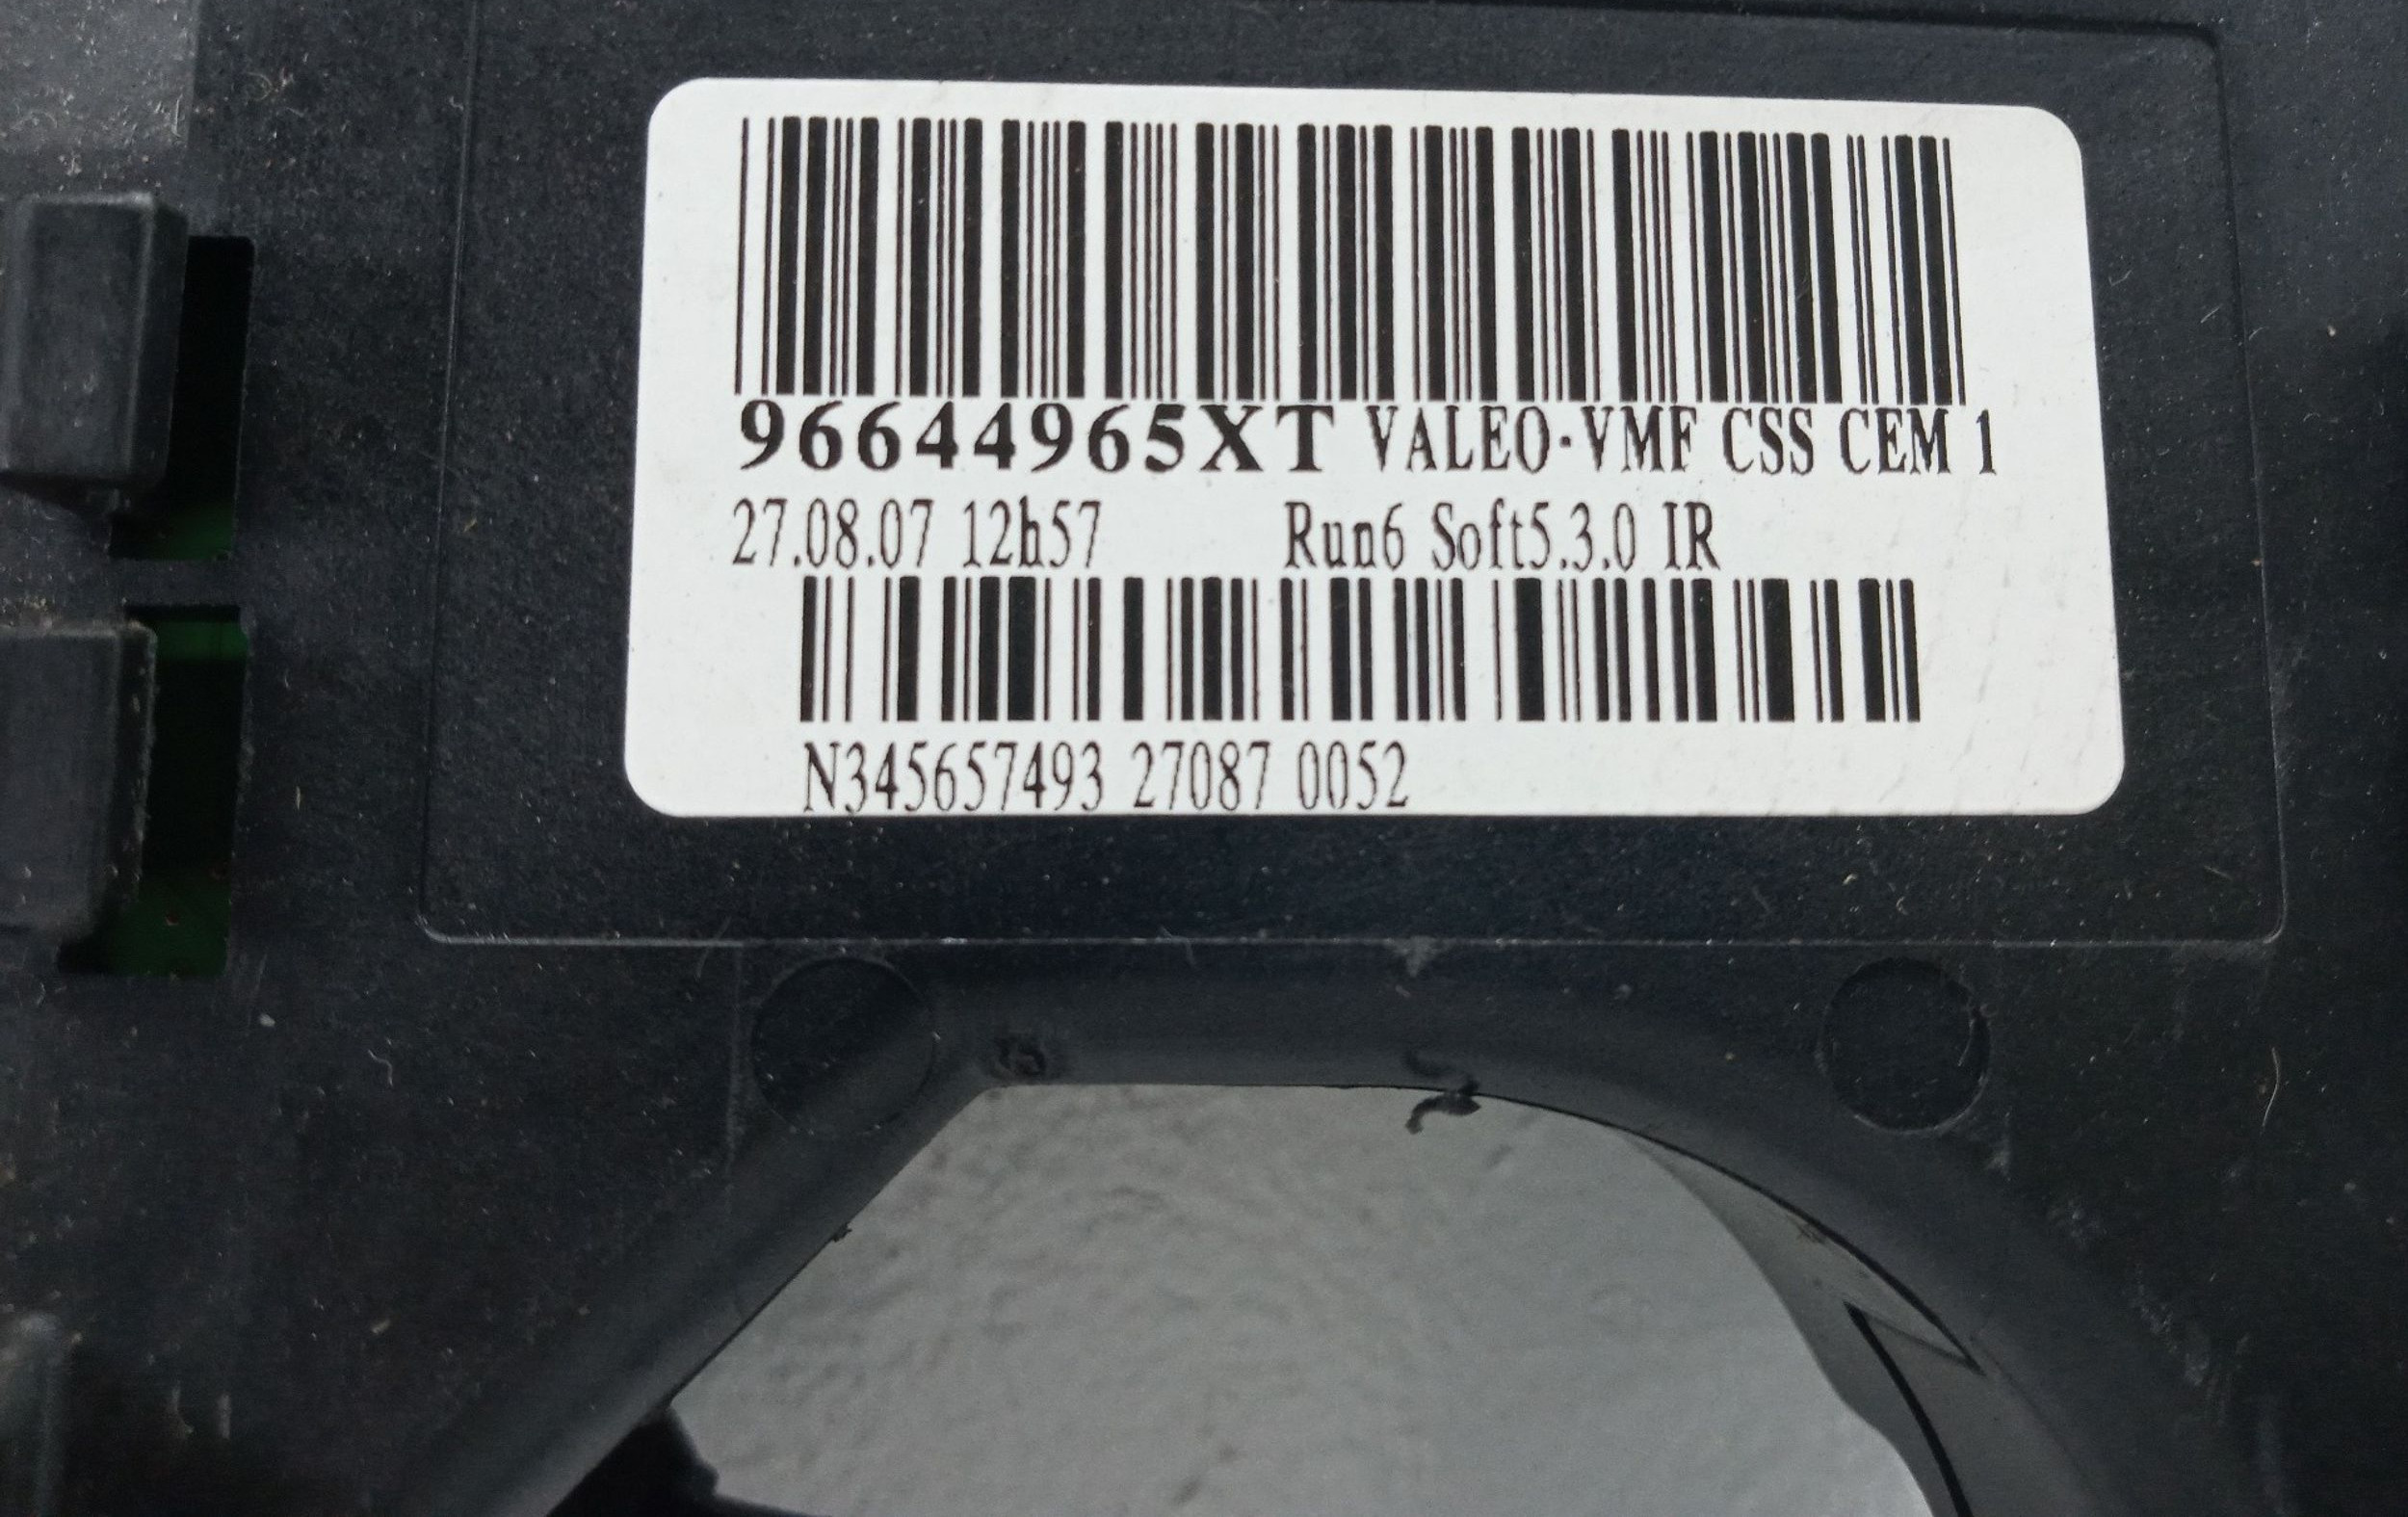 96644965XT VALEO-VMF CSS CEM 1
27.08.07 12h57 Run6 Soft5.3.0 IR
N345657493 27087 0052